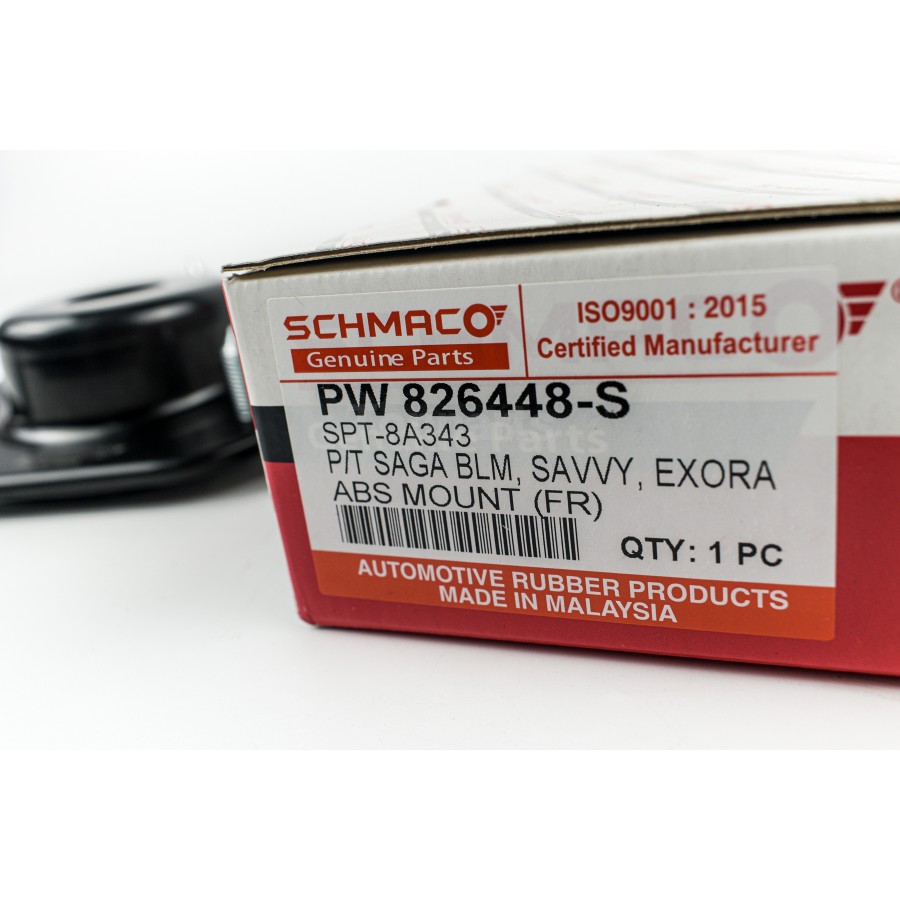 SCHMACO
Genuine Parts
ISO9001 : 2015
Certified Manufacturer
PW 826448-S
SPT-8A343
P/T SAGA BLM, SAVVY, EXORA
ABS MOUNT (FR)
QTY: 1 PC
AUTOMOTIVE RUBBER PRODUCTS
MADE IN MALAYSIA